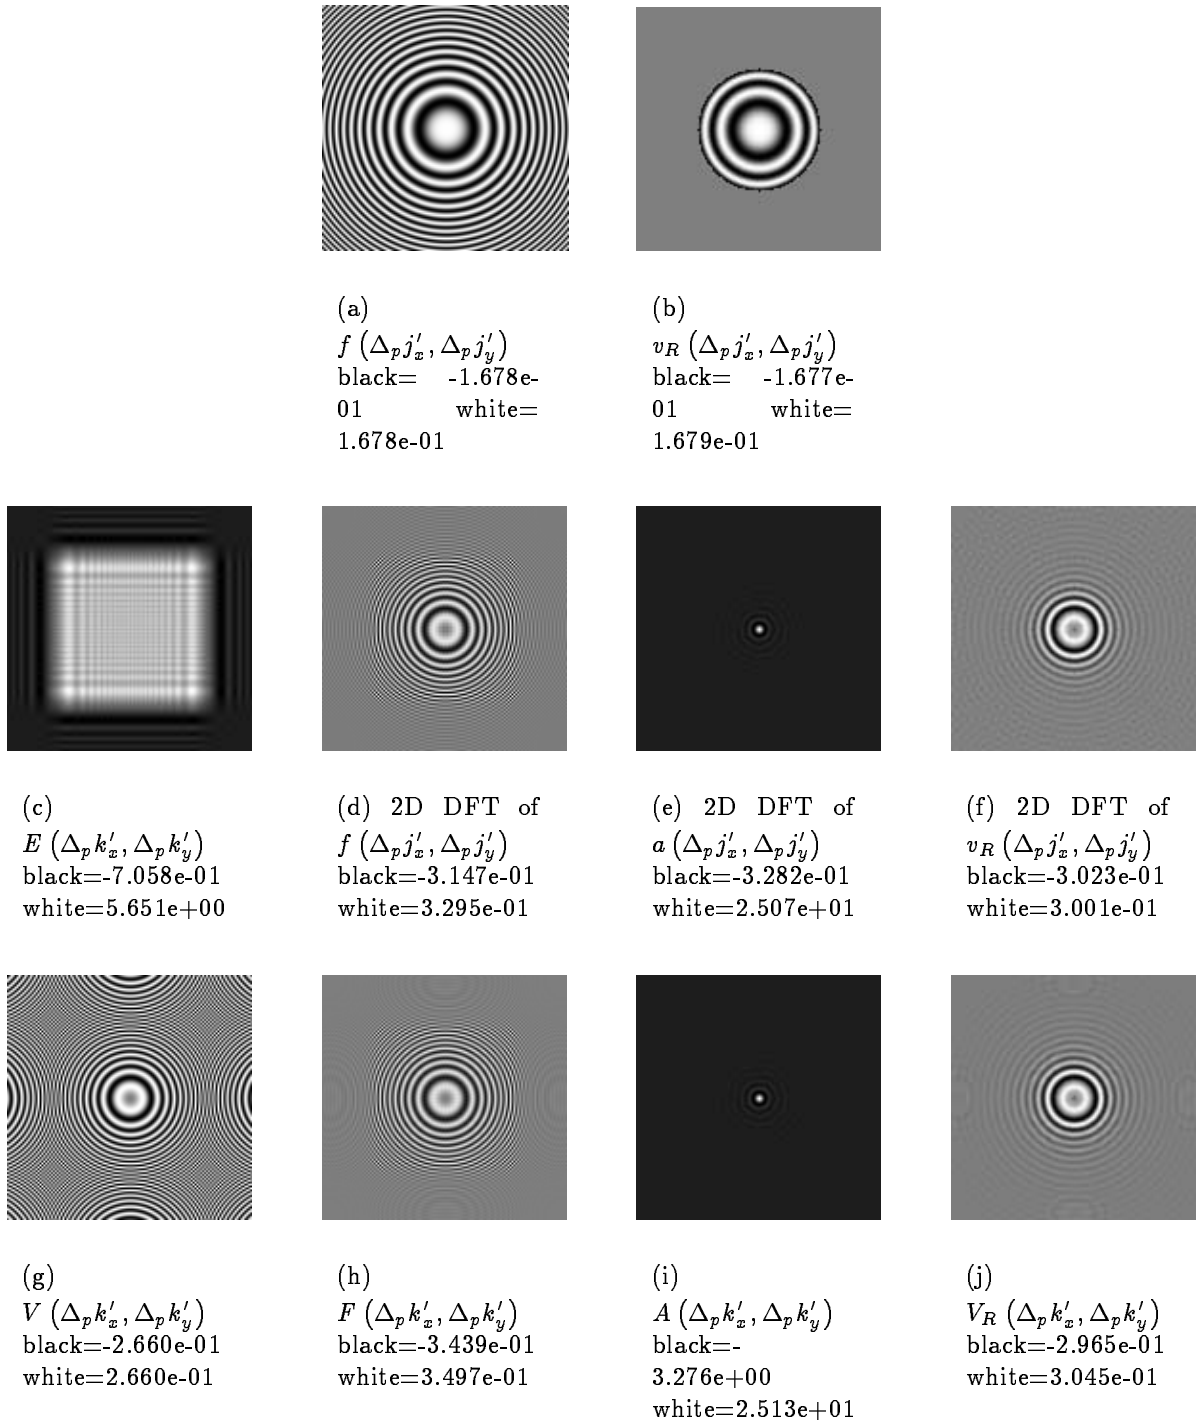 (a)
f (Δₚj′ₓ, Δₚj′ᵧ)
black= -1.678e-
01 white=
1.678e-01
(b)
v_R (Δₚj′ₓ, Δₚj′ᵧ)
black= -1.677e-
01 white=
1.679e-01
(c)
E (Δₚk′ₓ, Δₚk′ᵧ)
black=-7.058e-01
white=5.651e+00
(d) 2D DFT of
f (Δₚj′ₓ, Δₚj′ᵧ)
black=-3.147e-01
white=3.295e-01
(e) 2D DFT of
a (Δₚj′ₓ, Δₚj′ᵧ)
black=-3.282e-01
white=2.507e+01
(f) 2D DFT of
v_R (Δₚj′ₓ, Δₚj′ᵧ)
black=-3.023e-01
white=3.001e-01
(g)
V (Δₚk′ₓ, Δₚk′ᵧ)
black=-2.660e-01
white=2.660e-01
(h)
F (Δₚk′ₓ, Δₚk′ᵧ)
black=-3.439e-01
white=3.497e-01
(i)
A (Δₚk′ₓ, Δₚk′ᵧ)
black=-
3.276e+00
white=2.513e+01
(j)
V_R (Δₚk′ₓ, Δₚk′ᵧ)
black=-2.965e-01
white=3.045e-01